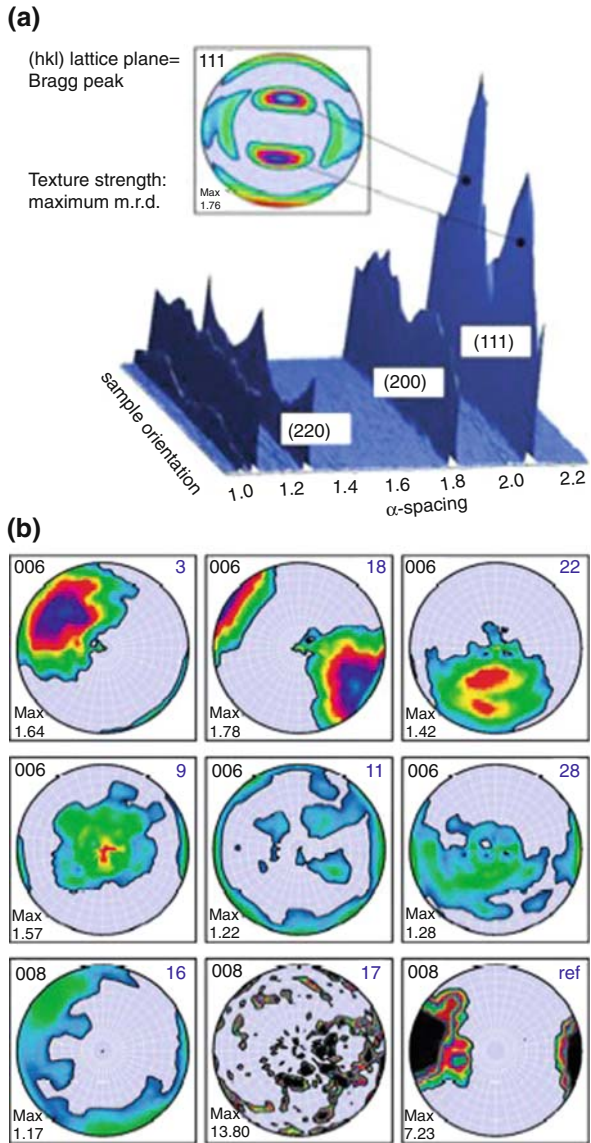 (a)
(hkl) lattice plane=
Bragg peak
111
Texture strength:
maximum m.r.d.
Max
1.76
(111)
(200)
(220)
sample orientation
1.0 1.2 1.4 1.6 1.8 2.0 2.2
α-spacing
(b)
006 3
Max
1.64
006 18
Max
1.78
006 22
Max
1.42
006 9
Max
1.57
006 11
Max
1.22
006 28
Max
1.28
008 16
Max
1.17
008 17
Max
13.80
008 ref
Max
7.23